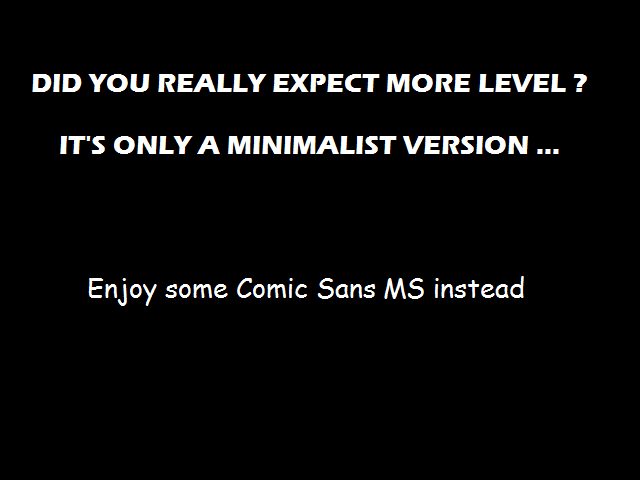 DID YOU REALLY EXPECT MORE LEVEL ?
IT'S ONLY A MINIMALIST VERSION ...
Enjoy some Comic Sans MS instead